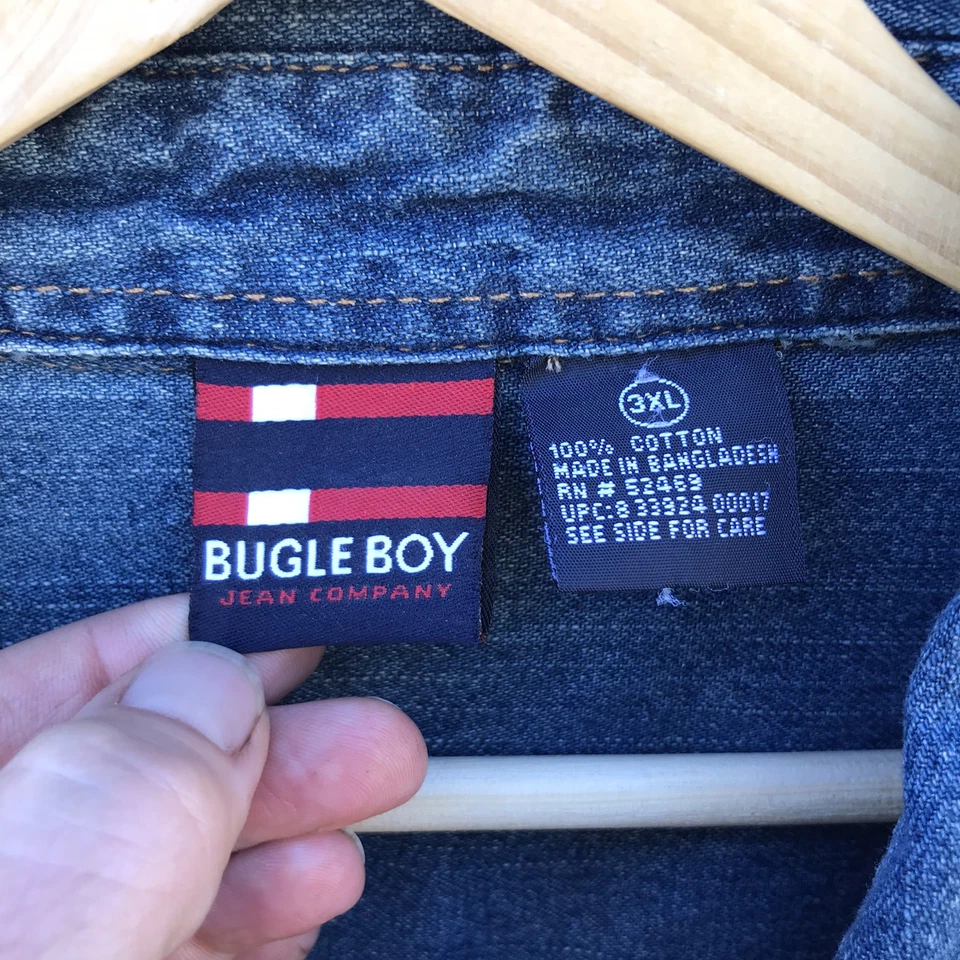 BUGLE BOY
JEAN COMPANY
3XL
100% COTTON
MADE IN BANGLADESH
RN # 52469
UPC:8 33924 00017
SEE SIDE FOR CARE